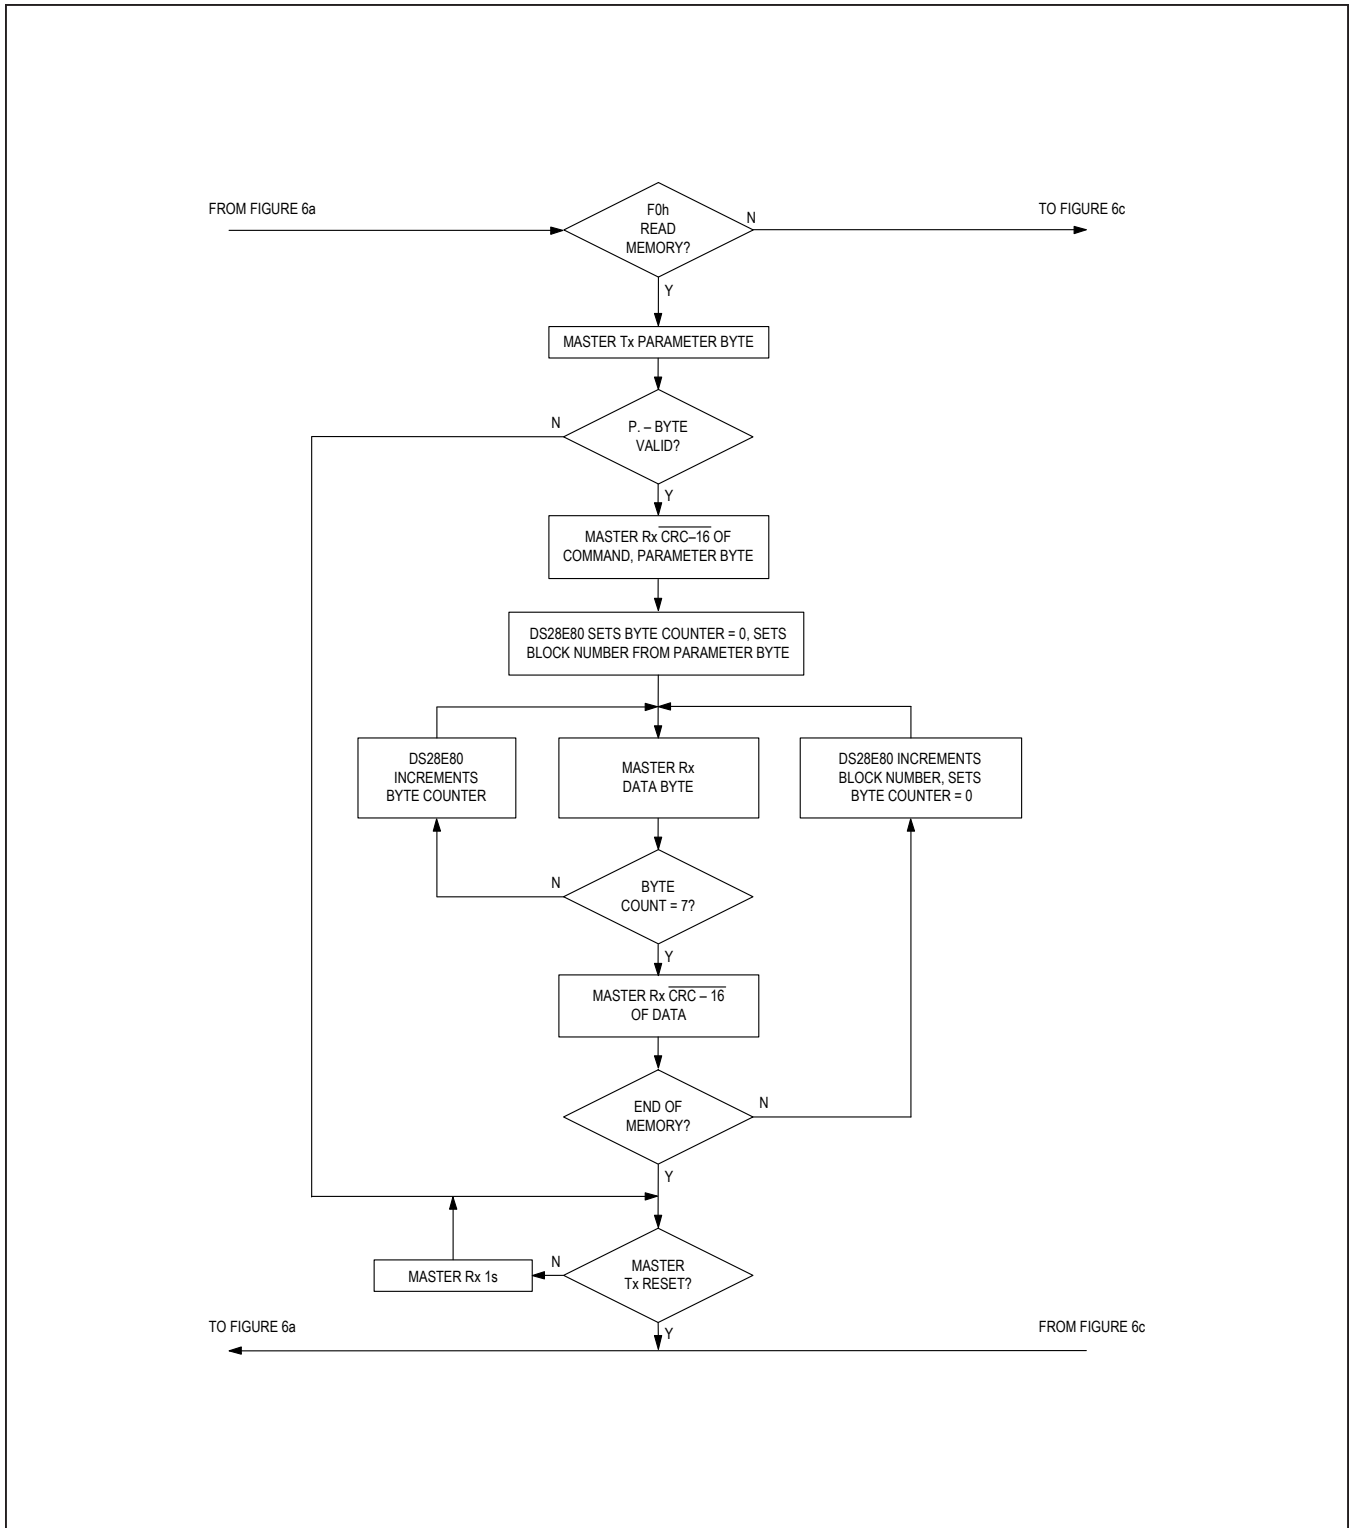 FROM FIGURE 6a
F0h
READ
MEMORY?
N
TO FIGURE 6c
Y
MASTER Tx PARAMETER BYTE
N
P. – BYTE
VALID?
Y
MASTER Rx CRC–16 OF
COMMAND, PARAMETER BYTE
DS28E80 SETS BYTE COUNTER = 0, SETS
BLOCK NUMBER FROM PARAMETER BYTE
DS28E80
INCREMENTS
BYTE COUNTER
MASTER Rx
DATA BYTE
DS28E80 INCREMENTS
BLOCK NUMBER, SETS
BYTE COUNTER = 0
N
BYTE
COUNT = 7?
Y
MASTER Rx CRC – 16
OF DATA
END OF
MEMORY?
N
Y
MASTER Rx 1s
N
MASTER
Tx RESET?
Y
TO FIGURE 6a
FROM FIGURE 6c